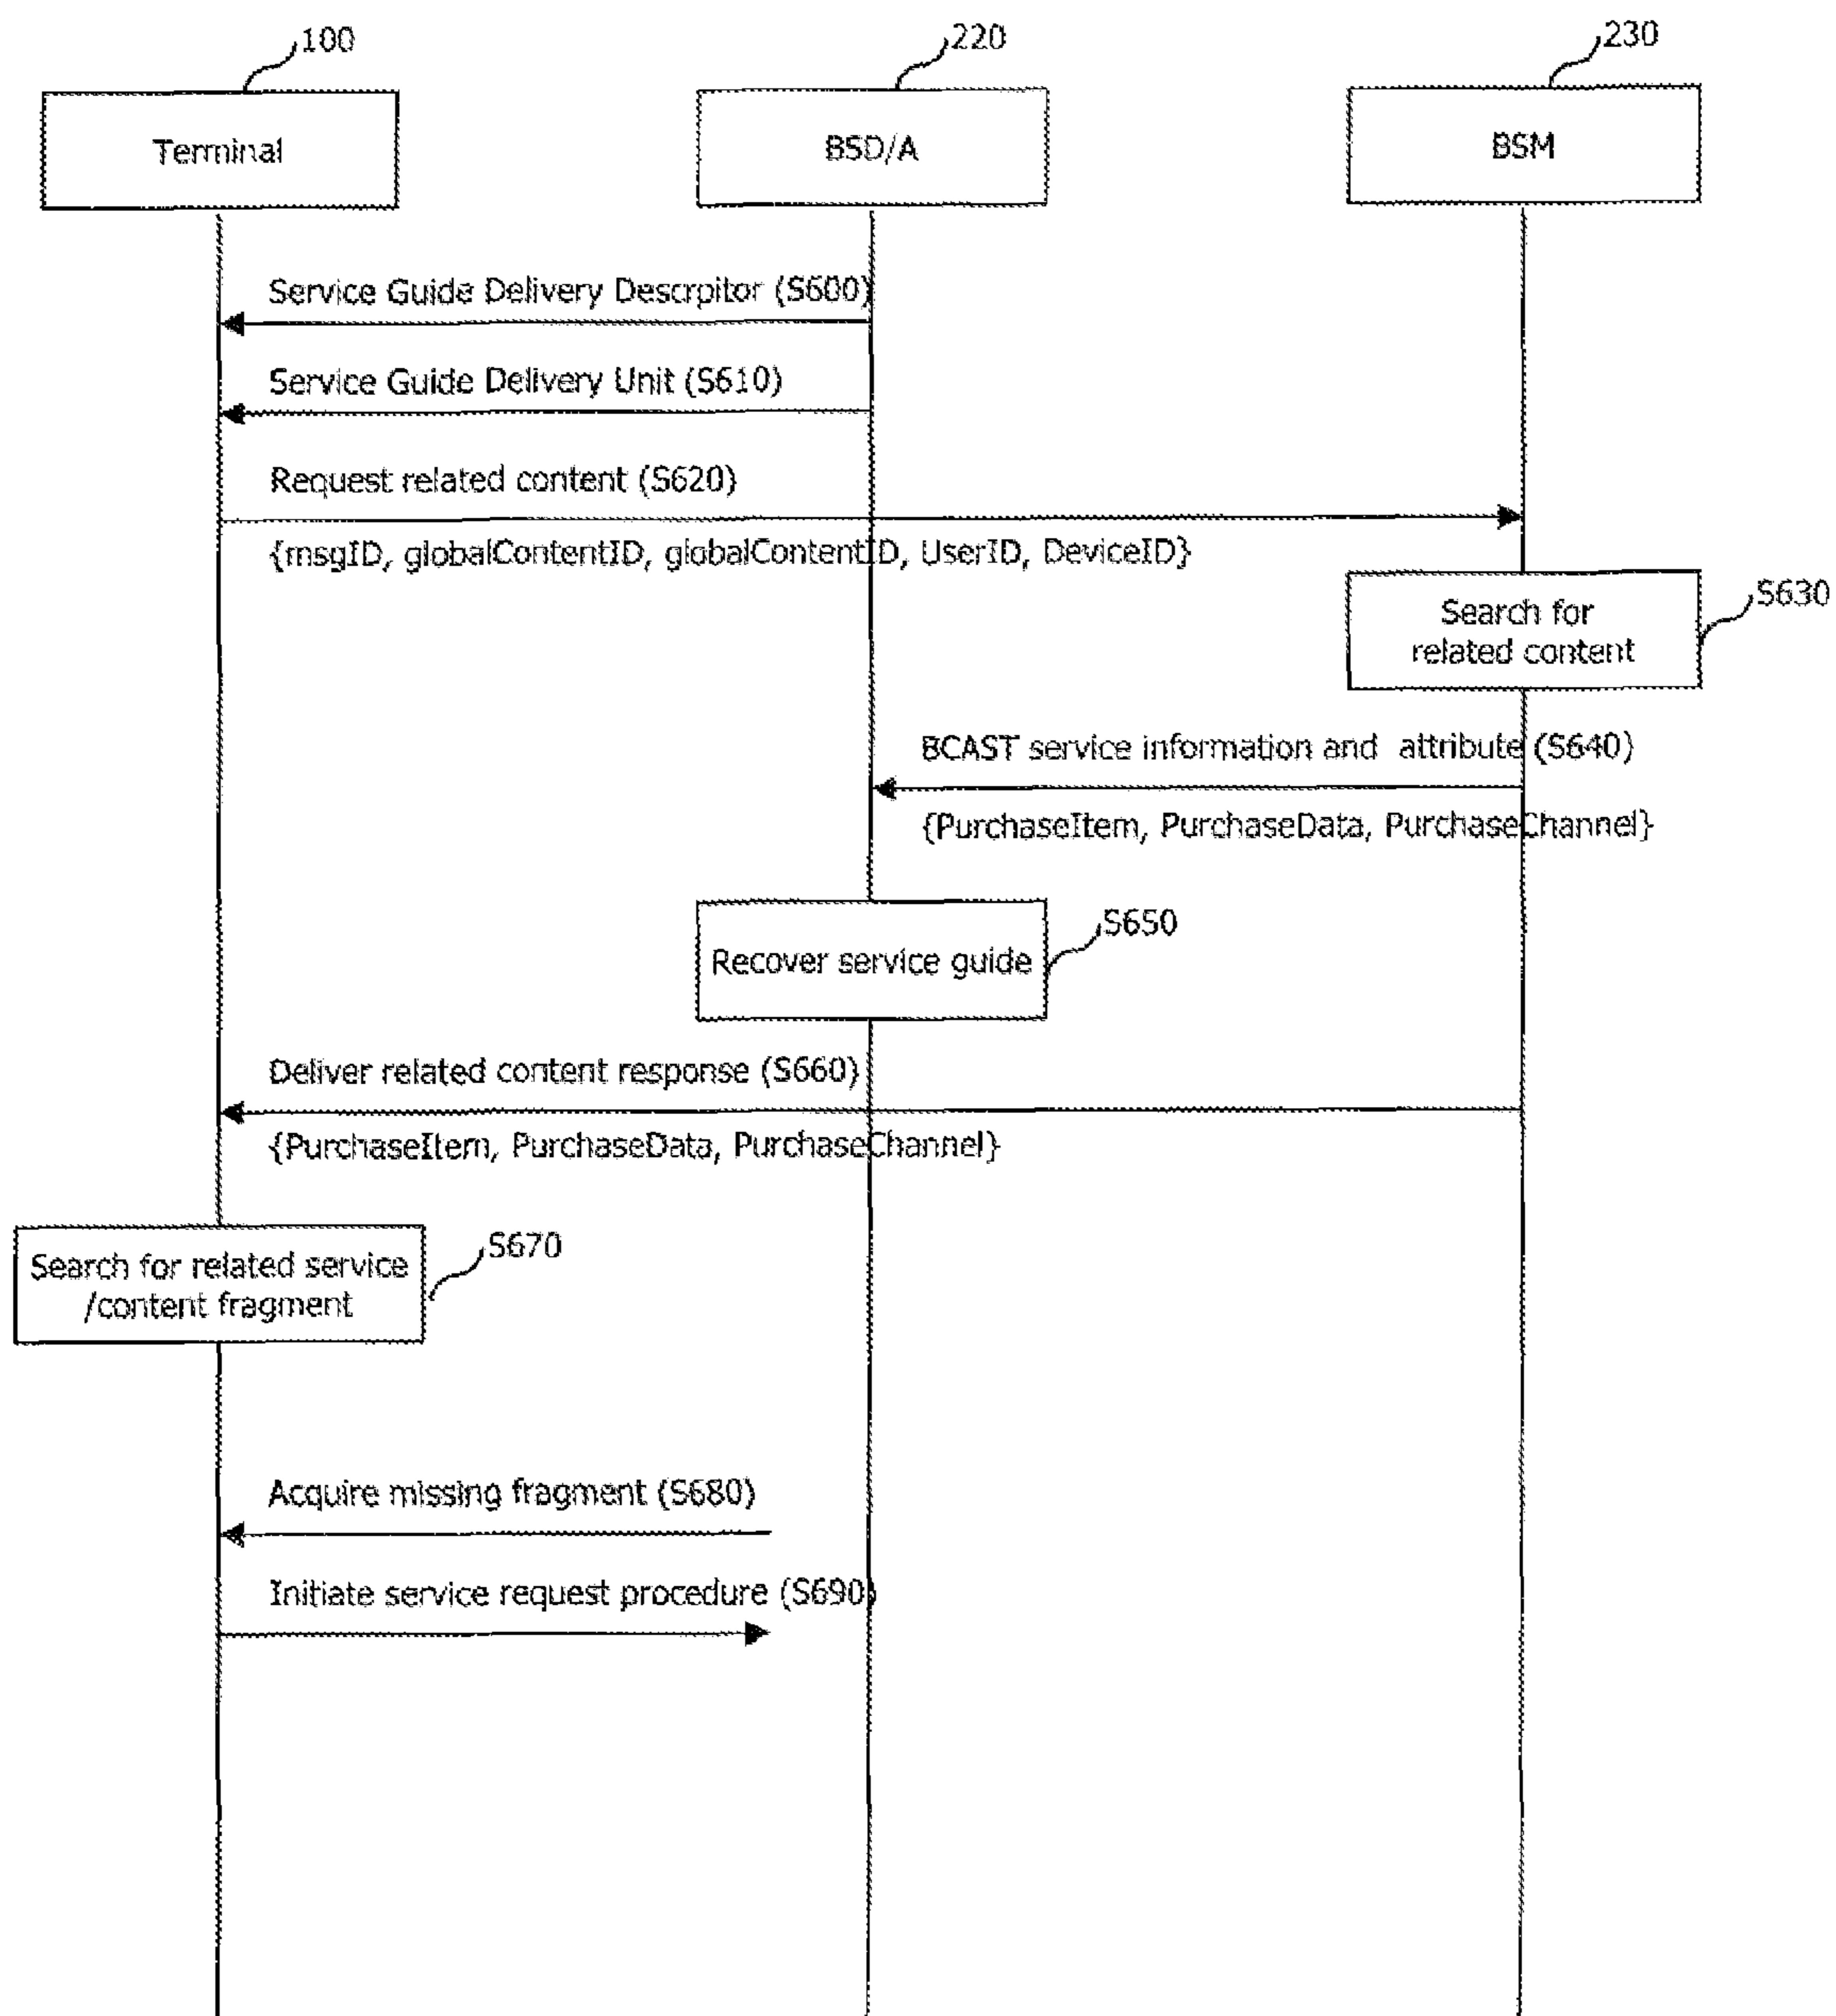 100
220
230
Terminal
BSD/A
BSM
Service Guide Delivery Descrpitor (S600)
Service Guide Delivery Unit (S610)
Request related content (S620)
{msgID, globalContentID, globalContentID, UserID, DeviceID}
S630
Search for
related content
BCAST service information and attribute (S640)
{PurchaseItem, PurchaseData, PurchaseChannel}
S650
Recover service guide
Deliver related content response (S660)
{PurchaseItem, PurchaseData, PurchaseChannel}
S670
Search for related service
/content fragment
Acquire missing fragment (S680)
Initiate service request procedure (S690)